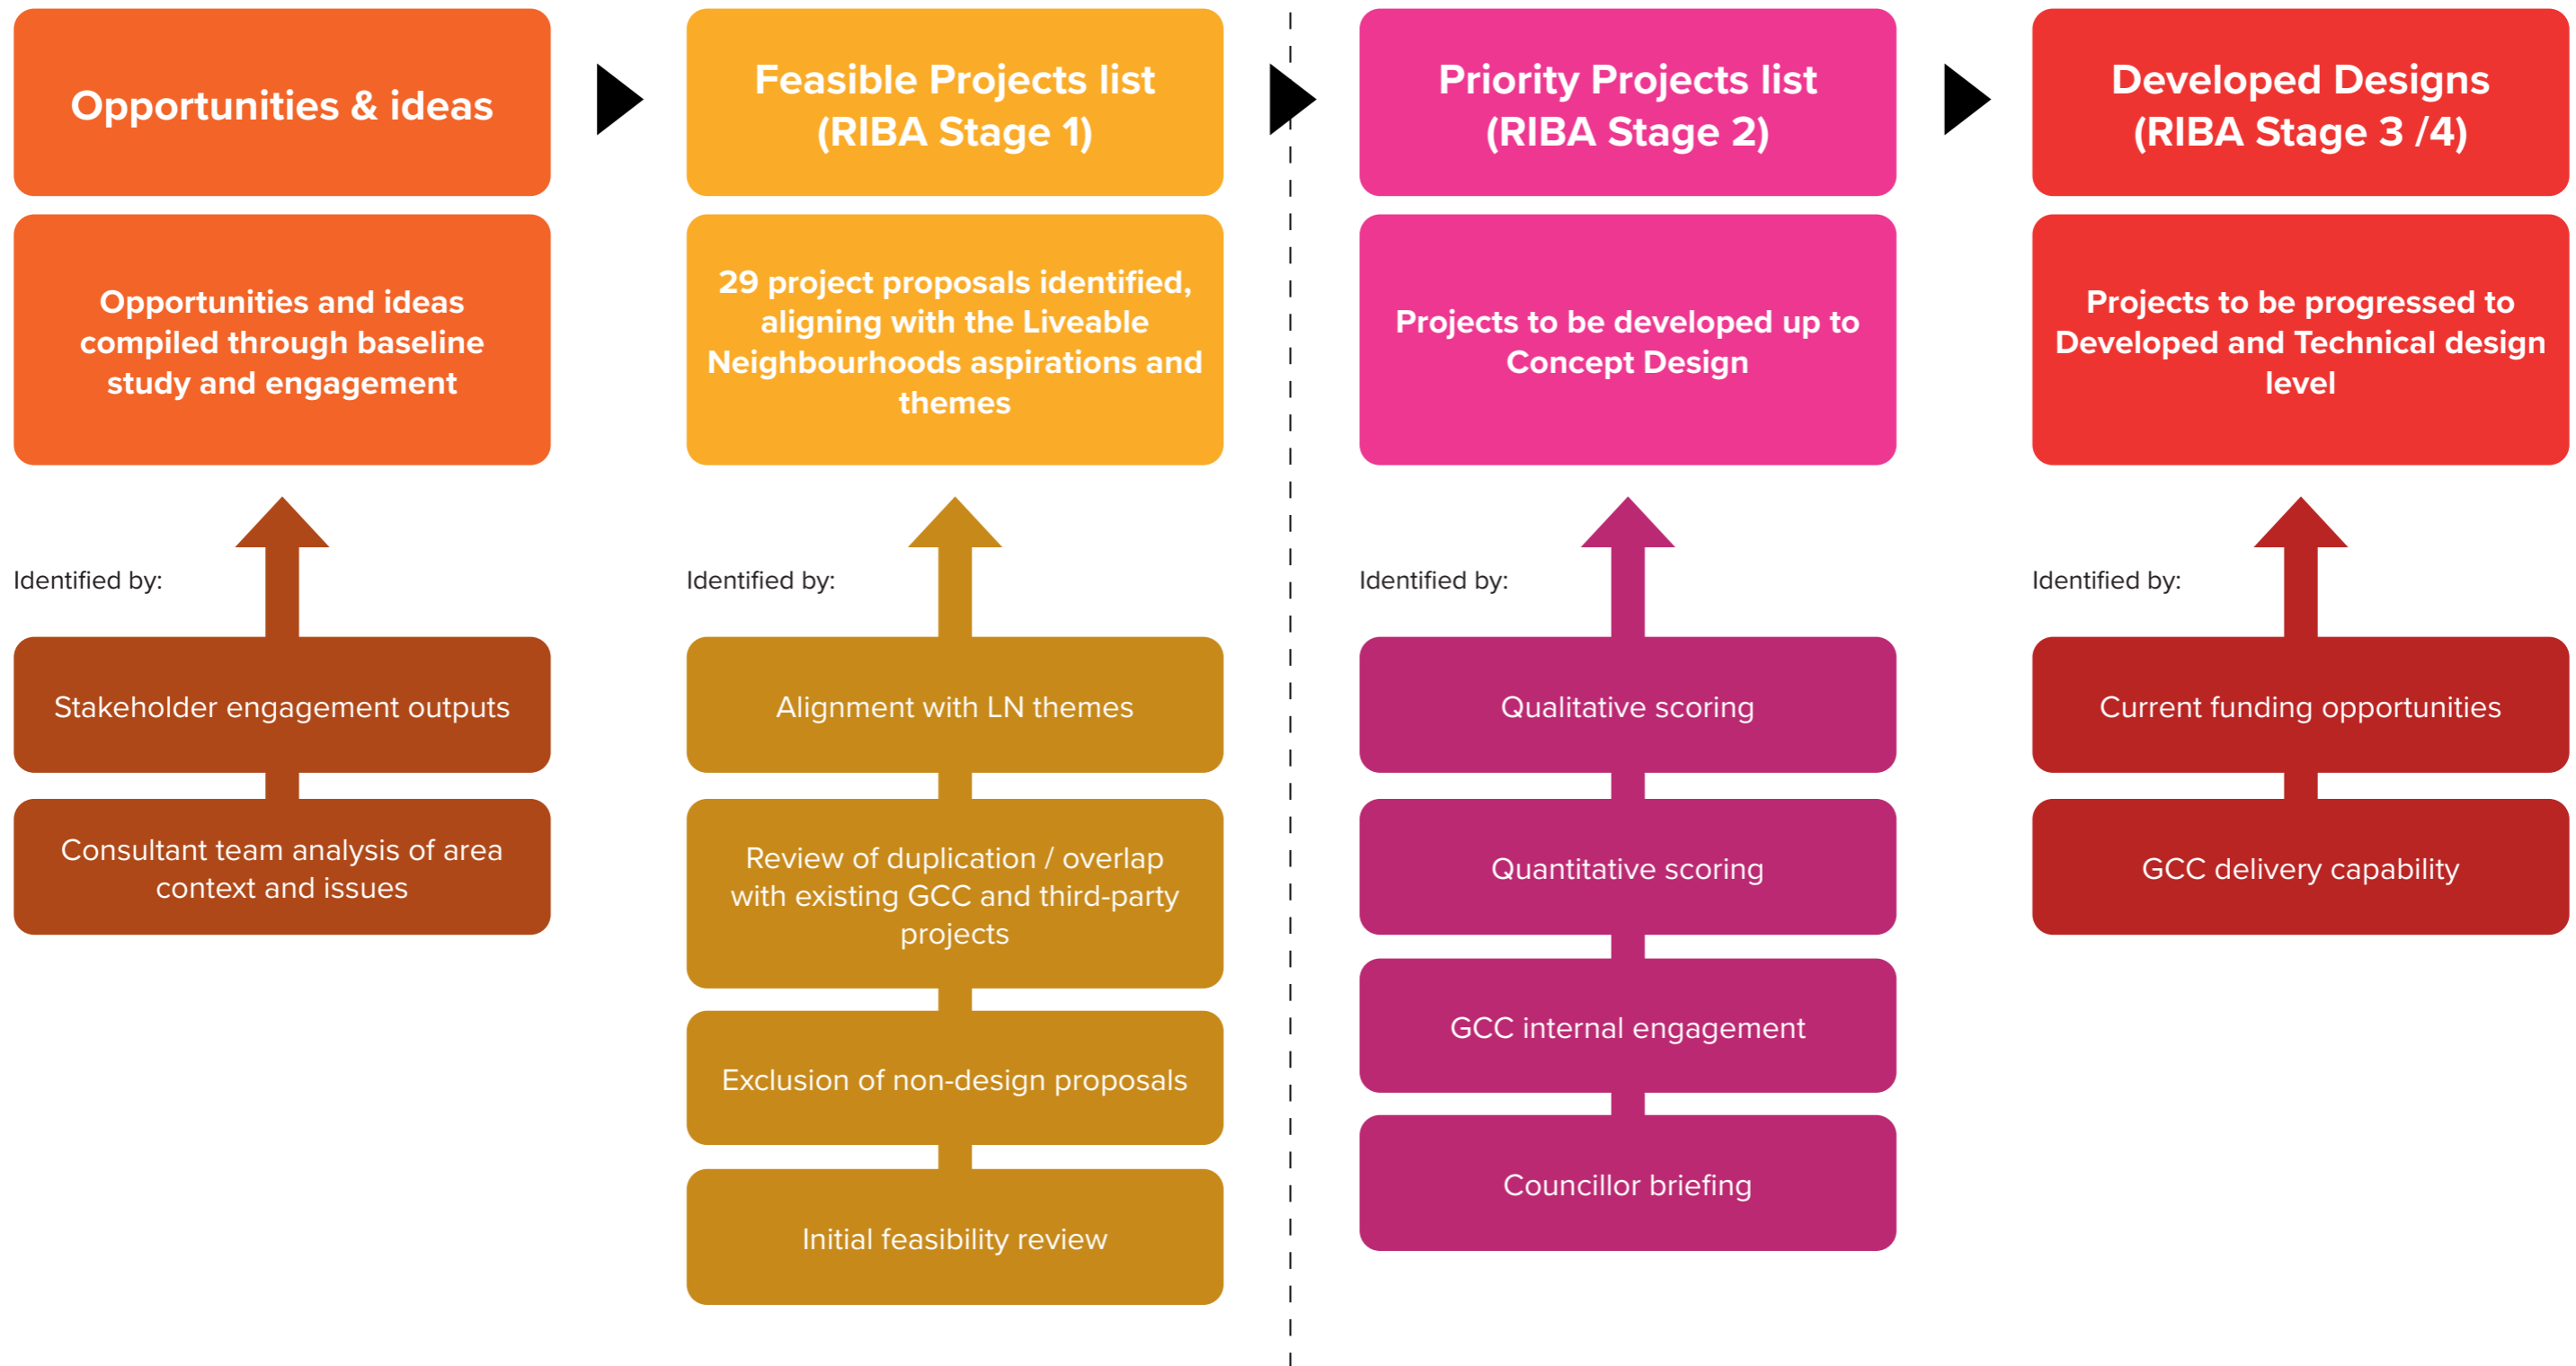 Opportunities & ideas
Feasible Projects list
(RIBA Stage 1)
Priority Projects list
(RIBA Stage 2)
Developed Designs
(RIBA Stage 3 /4)
Opportunities and ideas
compiled through baseline
study and engagement
29 project proposals identified,
aligning with the Liveable
Neighbourhoods aspirations and
themes
Projects to be developed up to
Concept Design
Projects to be progressed to
Developed and Technical design
level
Identified by:
Stakeholder engagement outputs
Consultant team analysis of area
context and issues
Identified by:
Alignment with LN themes
Review of duplication / overlap
with existing GCC and third-party
projects
Exclusion of non-design proposals
Initial feasibility review
Identified by:
Qualitative scoring
Quantitative scoring
GCC internal engagement
Councillor briefing
Identified by:
Current funding opportunities
GCC delivery capability